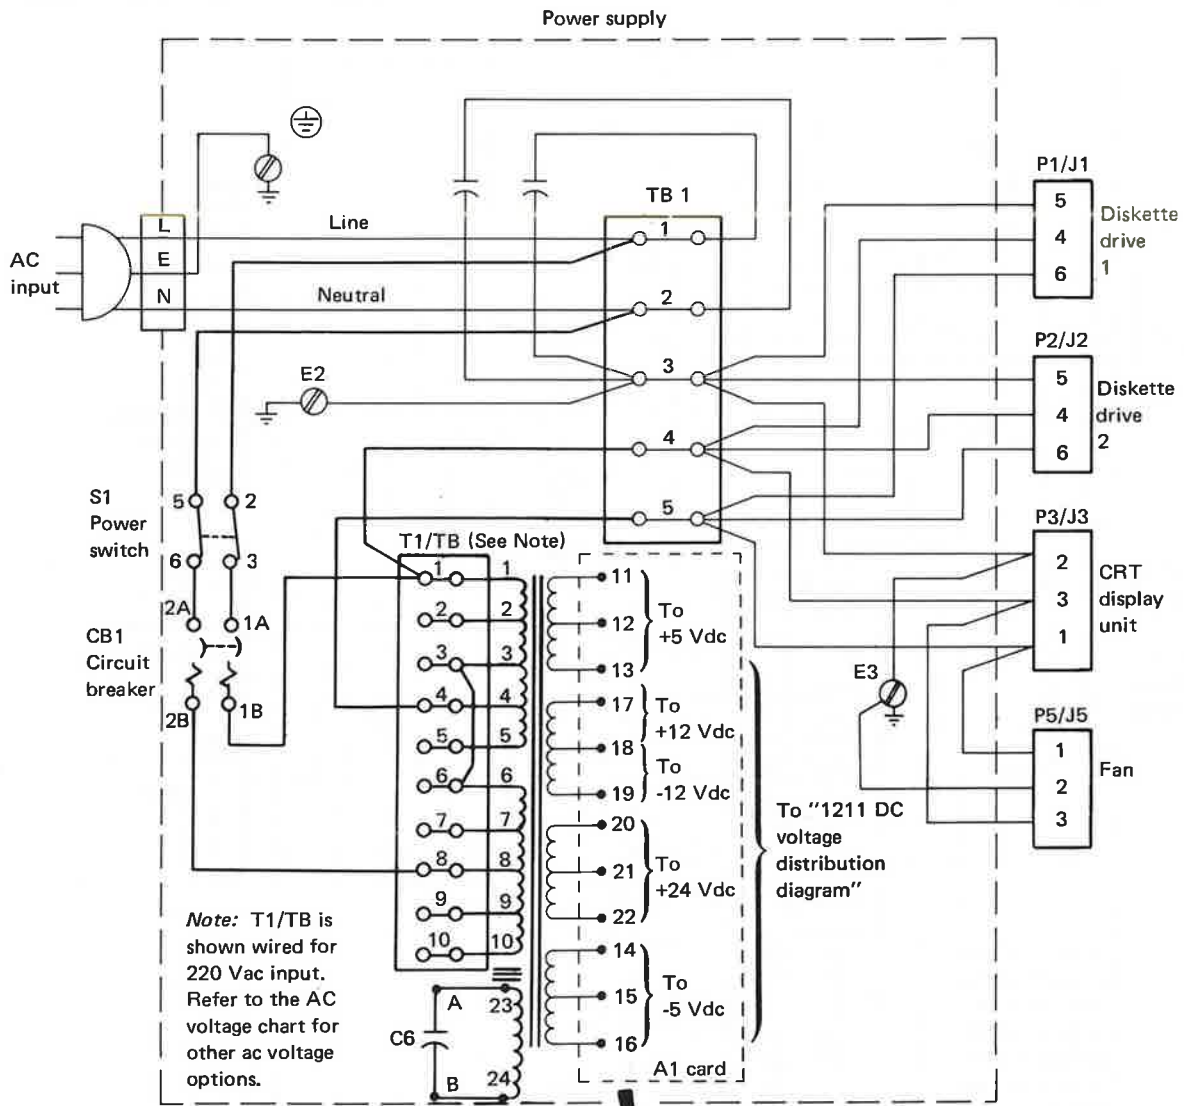 Power supply
P1/J1
5
4
6
Diskette
drive
1
TB 1
L
E
N
Line
Neutral
AC
input
1
2
3
4
5
P2/J2
5
4
6
Diskette
drive
2
E2
S1
Power
switch
5
2
6
3
2A
1A
CB1
Circuit
breaker
2B
1B
T1/TB (See Note)
1
2
3
4
5
6
7
8
9
10
1
2
3
4
5
6
7
8
9
10
11
12
13
To
+5 Vdc
17
18
19
To
+12 Vdc
To
-12 Vdc
20
21
22
To
+24 Vdc
14
15
16
To
-5 Vdc
A1 card
To "1211 DC
voltage
distribution
diagram"
P3/J3
2
3
1
CRT
display
unit
E3
P5/J5
1
2
3
Fan
Note: T1/TB is
shown wired for
220 Vac input.
Refer to the AC
voltage chart for
other ac voltage
options.
C6
A
B
23
24